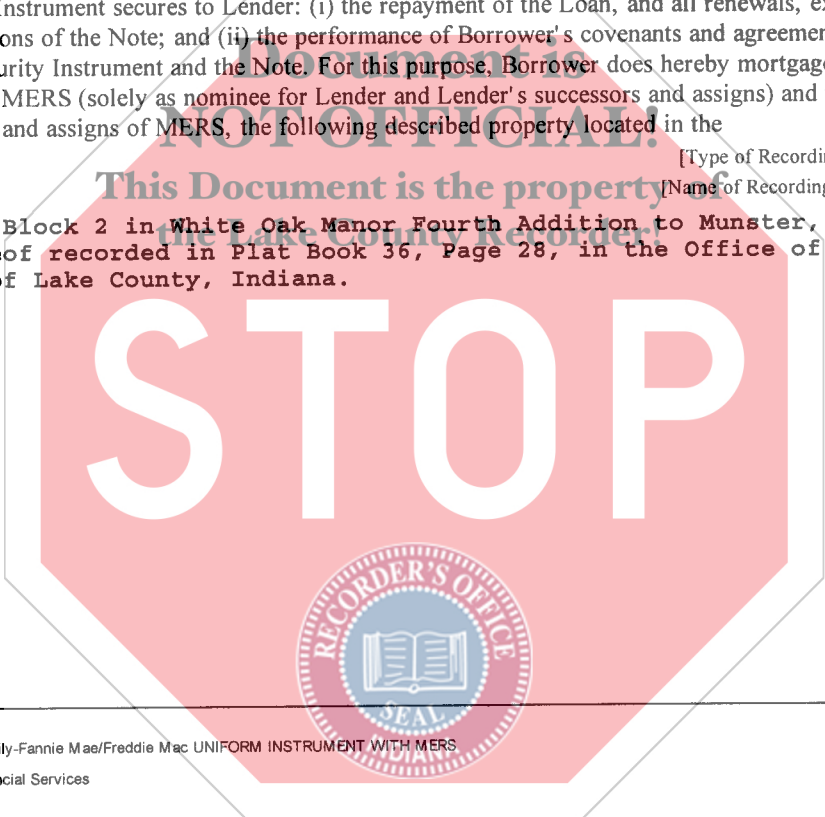 Instrument secures to Lender: (i) the repayment of the Loan, and all renewals, ex
ons of the Note; and (ii) the performance of Borrower's covenants and agreemen
urity Instrument and the Note. For this purpose, Borrower does hereby mortgage
MERS (solely as nominee for Lender and Lender's successors and assigns) and
and assigns of MERS, the following described property located in the
[Type of Recordin
[Name of Recording
Block 2 in White Oak Manor Fourth Addition to Munster,
of recorded in Plat Book 36, Page 28, in the Office of
f Lake County, Indiana.
Document is
NOT OFFICIAL!
This Document is the property of
the Lake County Recorder!
STOP
RECORDER'S OFFICE
SEAL
INDIANA
ly-Fannie Mae/Freddie Mac UNIFORM INSTRUMENT WITH MERS
cial Services